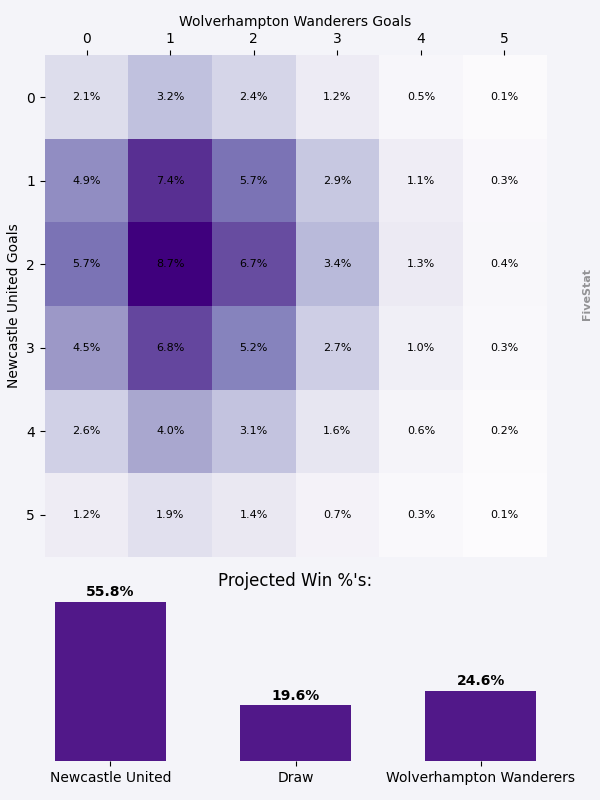 Wolverhampton Wanderers Goals
0 1 2 3 4 5
Newcastle United Goals
0 2.1% 3.2% 2.4% 1.2% 0.5% 0.1%
1 4.9% 7.4% 5.7% 2.9% 1.1% 0.3%
2 5.7% 8.7% 6.7% 3.4% 1.3% 0.4%
3 4.5% 6.8% 5.2% 2.7% 1.0% 0.3%
4 2.6% 4.0% 3.1% 1.6% 0.6% 0.2%
5 1.2% 1.9% 1.4% 0.7% 0.3% 0.1%
FiveStat
Projected Win %'s:
55.8% 19.6% 24.6%
Newcastle United Draw Wolverhampton Wanderers